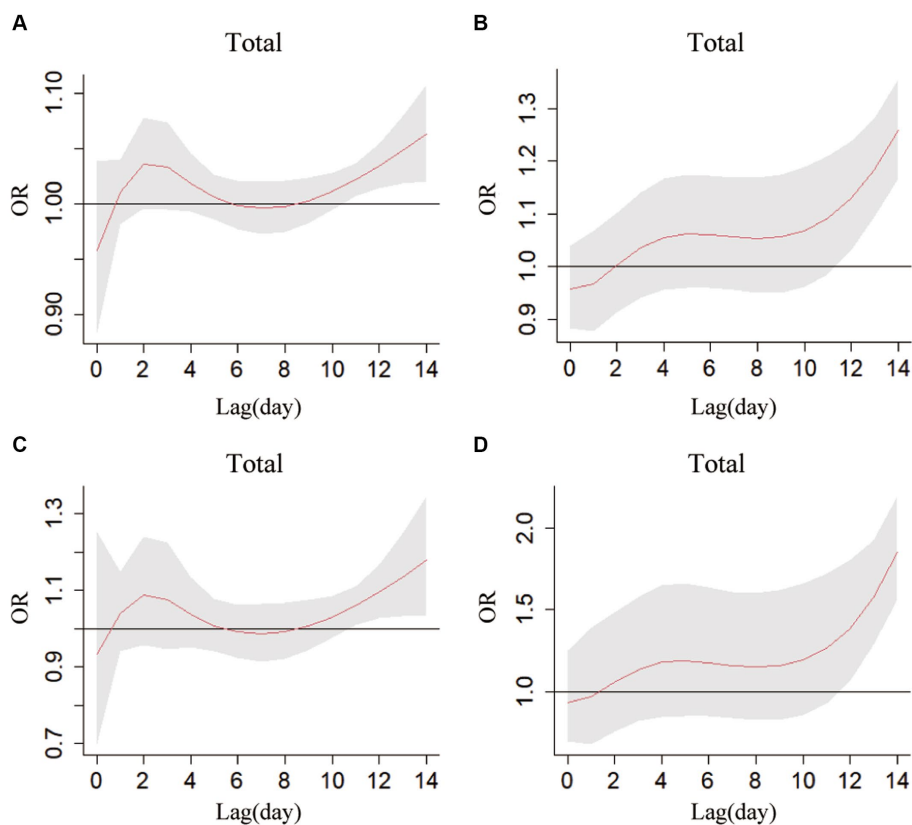 A
Total
OR
1.10
1.00
0.90
0 2 4 6 8 10 12 14
Lag(day)
B
Total
OR
1.3
1.2
1.1
1.0
0.9
0 2 4 6 8 10 12 14
Lag(day)
C
Total
OR
1.3
1.1
0.9
0.7
0 2 4 6 8 10 12 14
Lag(day)
D
Total
OR
2.0
1.5
1.0
0 2 4 6 8 10 12 14
Lag(day)